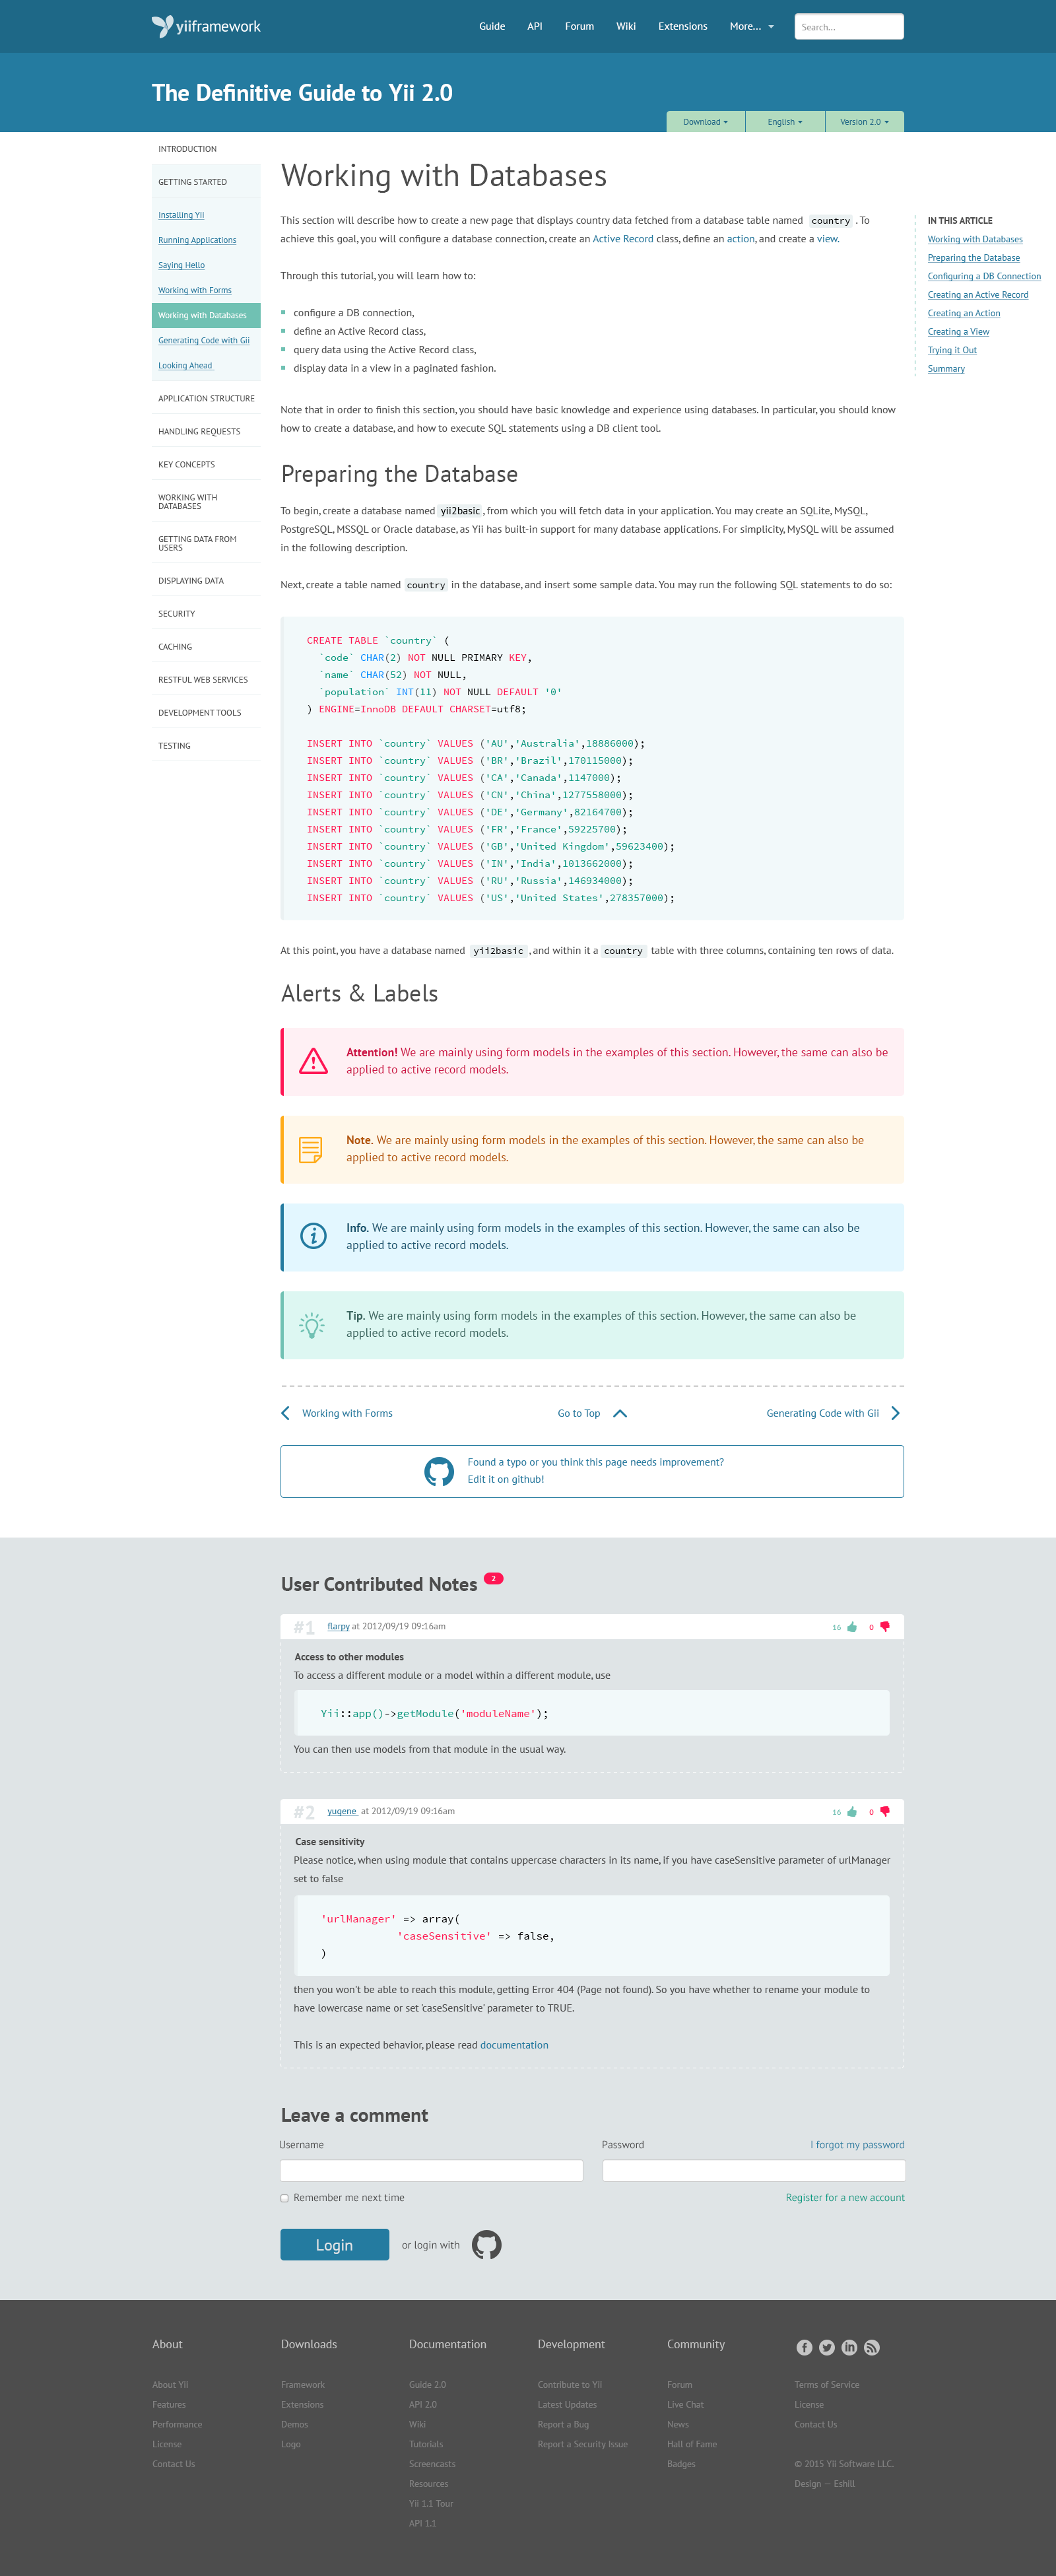 yiiframework
Guide API Forum Wiki Extensions More... Search...
The Definitive Guide to Yii 2.0
Download English Version 2.0
INTRODUCTION
GETTING STARTED
Installing Yii
Running Applications
Saying Hello
Working with Forms
Working with Databases
Generating Code with Gii
Looking Ahead
APPLICATION STRUCTURE
HANDLING REQUESTS
KEY CONCEPTS
WORKING WITH
DATABASES
GETTING DATA FROM
USERS
DISPLAYING DATA
SECURITY
CACHING
RESTFUL WEB SERVICES
DEVELOPMENT TOOLS
TESTING
Working with Databases
This section will describe how to create a new page that displays country data fetched from a database table named country . To
achieve this goal, you will configure a database connection, create an Active Record class, define an action, and create a view.
Through this tutorial, you will learn how to:
configure a DB connection,
define an Active Record class,
query data using the Active Record class,
display data in a view in a paginated fashion.
Note that in order to finish this section, you should have basic knowledge and experience using databases. In particular, you should know
how to create a database, and how to execute SQL statements using a DB client tool.
IN THIS ARTICLE
Working with Databases
Preparing the Database
Configuring a DB Connection
Creating an Active Record
Creating an Action
Creating a View
Trying it Out
Summary
Preparing the Database
To begin, create a database named yii2basic , from which you will fetch data in your application. You may create an SQLite, MySQL,
PostgreSQL, MSSQL or Oracle database, as Yii has built-in support for many database applications. For simplicity, MySQL will be assumed
in the following description.
Next, create a table named country in the database, and insert some sample data. You may run the following SQL statements to do so:
CREATE TABLE `country` (
`code` CHAR(2) NOT NULL PRIMARY KEY,
`name` CHAR(52) NOT NULL,
`population` INT(11) NOT NULL DEFAULT '0'
) ENGINE=InnoDB DEFAULT CHARSET=utf8;
INSERT INTO `country` VALUES ('AU','Australia',18886000);
INSERT INTO `country` VALUES ('BR','Brazil',170115000);
INSERT INTO `country` VALUES ('CA','Canada',1147000);
INSERT INTO `country` VALUES ('CN','China',1277558000);
INSERT INTO `country` VALUES ('DE','Germany',82164700);
INSERT INTO `country` VALUES ('FR','France',59225700);
INSERT INTO `country` VALUES ('GB','United Kingdom',59623400);
INSERT INTO `country` VALUES ('IN','India',1013662000);
INSERT INTO `country` VALUES ('RU','Russia',146934000);
INSERT INTO `country` VALUES ('US','United States',278357000);
At this point, you have a database named yii2basic , and within it a country table with three columns, containing ten rows of data.
Alerts & Labels
Attention! We are mainly using form models in the examples of this section. However, the same can also be
applied to active record models.
Note. We are mainly using form models in the examples of this section. However, the same can also be
applied to active record models.
Info. We are mainly using form models in the examples of this section. However, the same can also be
applied to active record models.
Tip. We are mainly using form models in the examples of this section. However, the same can also be
applied to active record models.
Working with Forms Go to Top Generating Code with Gii
Found a typo or you think this page needs improvement?
Edit it on github!
User Contributed Notes 2
#1 flarpy at 2012/09/19 09:16am 16 0
Access to other modules
To access a different module or a model within a different module, use
Yii::app()->getModule('moduleName');
You can then use models from that module in the usual way.
#2 yugene at 2012/09/19 09:16am 16 0
Case sensitivity
Please notice, when using module that contains uppercase characters in its name, if you have caseSensitive parameter of urlManager
set to false
'urlManager' => array(
'caseSensitive' => false,
)
then you won't be able to reach this module, getting Error 404 (Page not found). So you have whether to rename your module to
have lowercase name or set 'caseSensitive' parameter to TRUE.
This is an expected behavior, please read documentation
Leave a comment
Username Password I forgot my password
Remember me next time Register for a new account
Login or login with
About
About Yii
Features
Performance
License
Contact Us
Downloads
Framework
Extensions
Demos
Logo
Documentation
Guide 2.0
API 2.0
Wiki
Tutorials
Screencasts
Resources
Yii 1.1 Tour
API 1.1
Development
Contribute to Yii
Latest Updates
Report a Bug
Report a Security Issue
Community
Forum
Live Chat
News
Hall of Fame
Badges
Terms of Service
License
Contact Us
© 2015 Yii Software LLC.
Design — Eshill